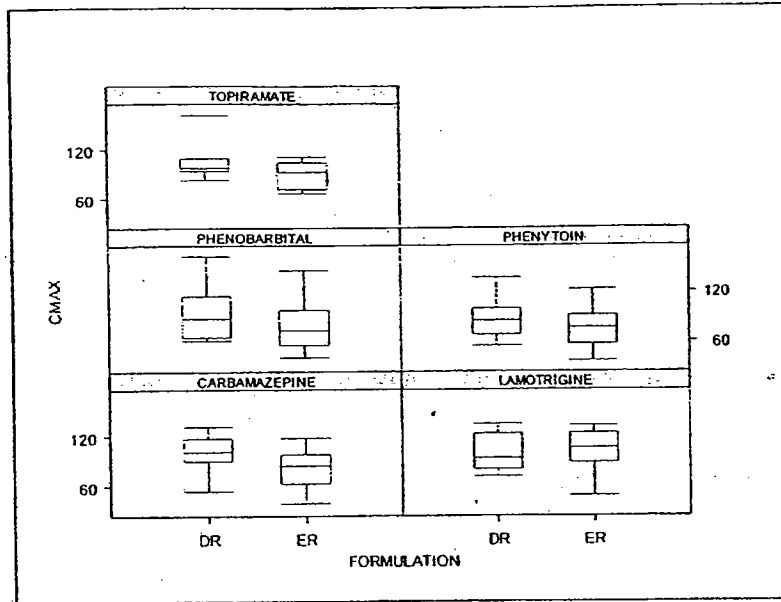 TOPIRAMATE
120
60
PHENOBARBITAL
PHENYTOIN
CMAX
120
60
CARBAMAZEPINE
LAMOTRIGINE
120
60
DR
ER
DR
ER
FORMULATION